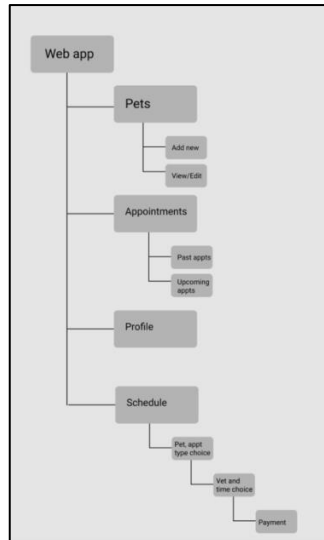 Web app
Pets
Add new
View/Edit
Appointments
Past appts
Upcoming
appts
Profile
Schedule
Pet, appt
type choice
Vet and
time choice
Payment